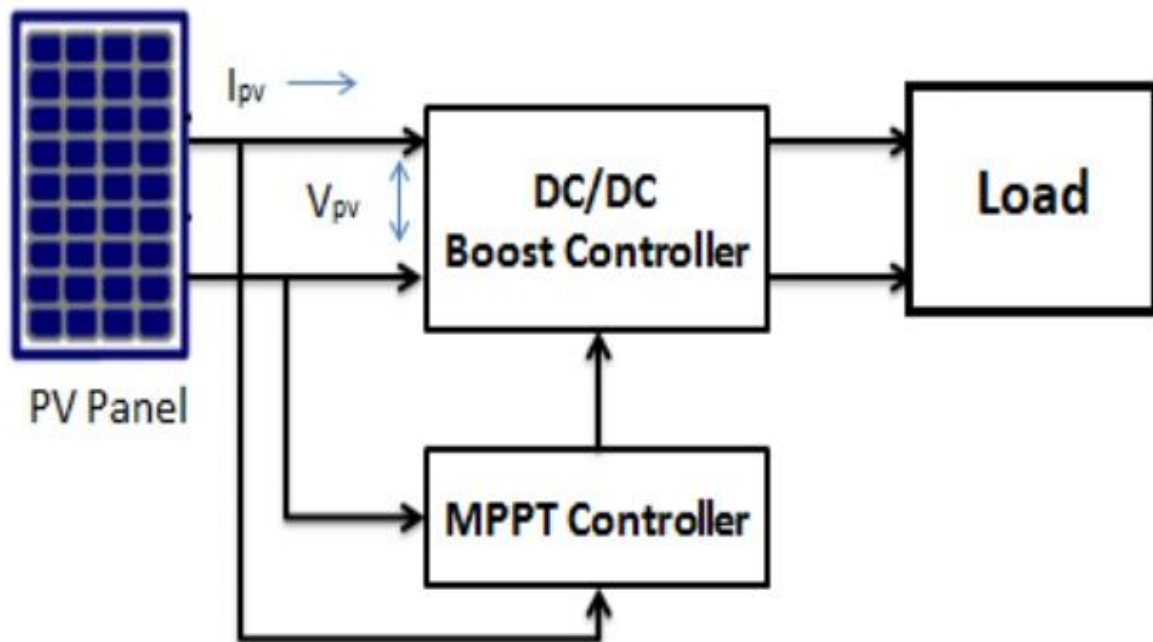 Ipv
Vpv
DC/DC
Boost Controller
Load
PV Panel
MPPT Controller